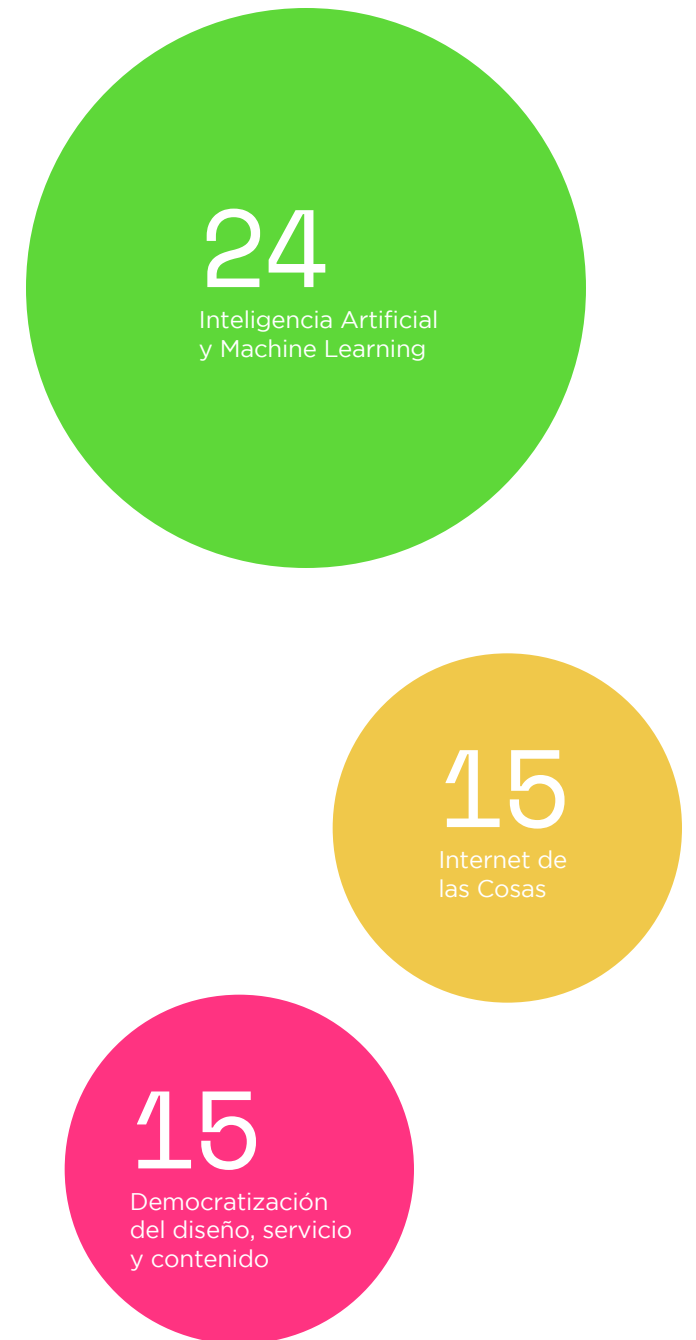 24
Inteligencia Artificial
y Machine Learning
15
Internet de
las Cosas
15
Democratización
del diseño, servicio
y contenido